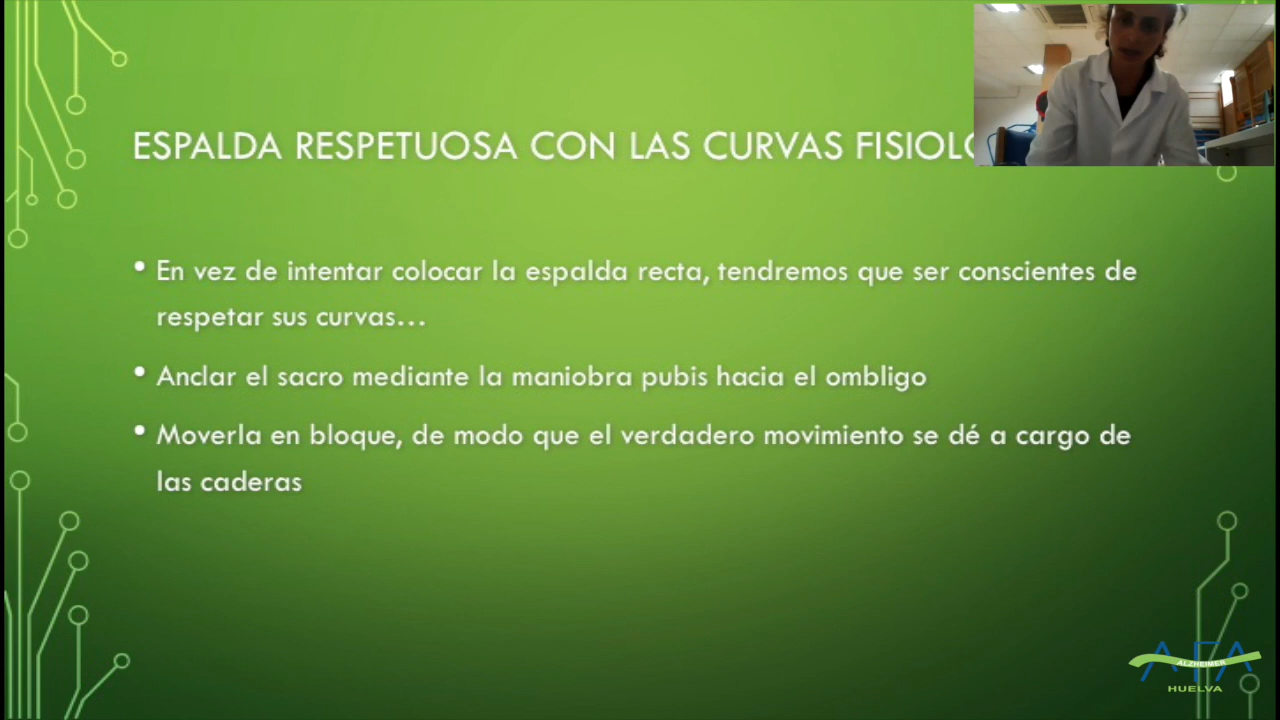 ESPALDA RESPETUOSA CON LAS CURVAS
• En vez de intentar colocar la espalda recta, tendremos que ser conscientes de
respetar sus curvas...
• Anclar el sacro mediante la maniobra pubis hacia el ombligo
• Moverla en bloque, de modo que el verdadero movimiento se dé a cargo de
las caderas
AFA
ALZHEIMER
HUELVA